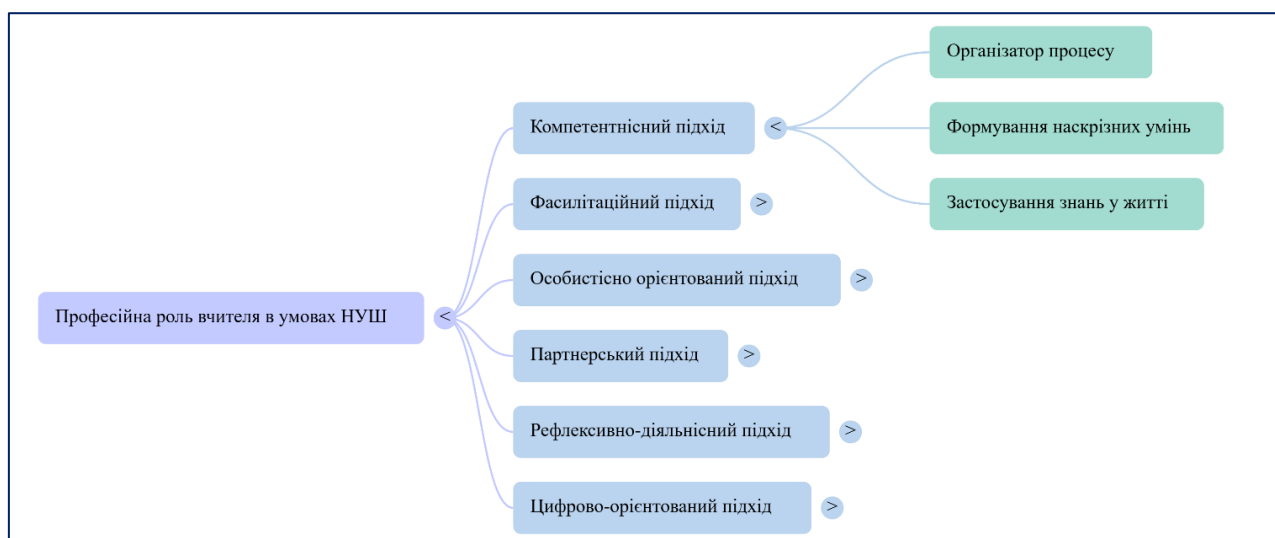 Професійна роль вчителя в умовах НУШ
<
Компетентнісний підхід
<
Організатор процесу
Формування наскрізних умінь
Застосування знань у житті
Фасилітаційний підхід
>
Особистісно орієнтований підхід
>
Партнерський підхід
>
Рефлексивно-діяльнісний підхід
>
Цифрово-орієнтований підхід
>